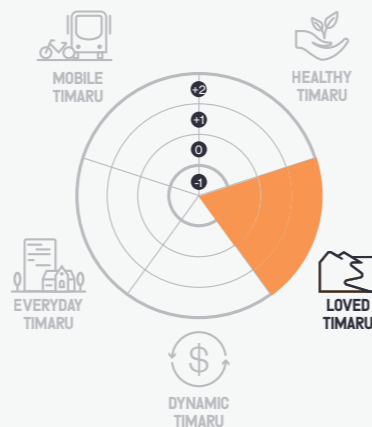 MOBILE
TIMARU
HEALTHY
TIMARU
+2
+1
0
-1
EVERYDAY
TIMARU
LOVED
TIMARU
$
DYNAMIC
TIMARU